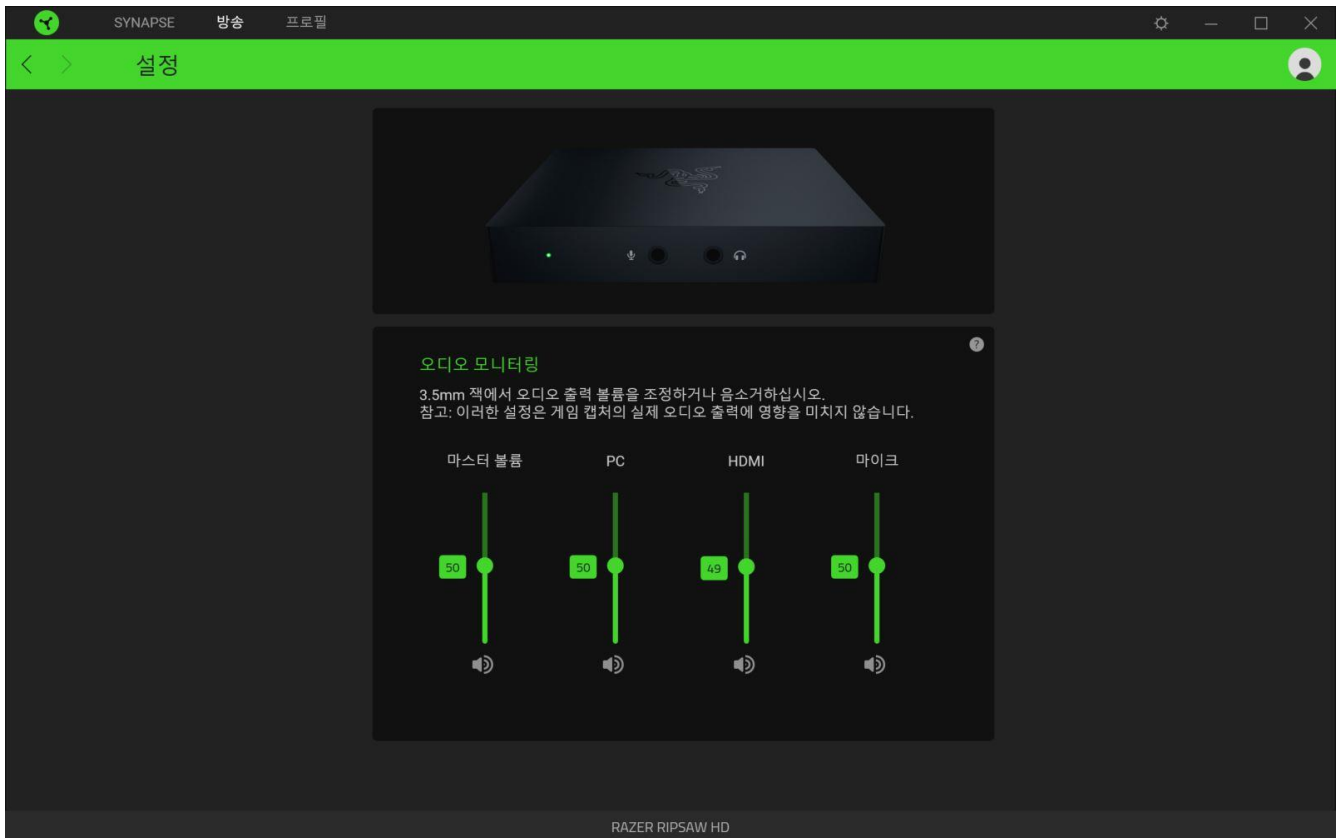 SYNAPSE 방송 프로필
설정
?
오디오 모니터링
3.5mm 잭에서 오디오 출력 볼륨을 조정하거나 음소거하십시오.
참고: 이러한 설정은 게임 캡처의 실제 오디오 출력에 영향을 미치지 않습니다.
마스터 볼륨 PC HDMI 마이크
50 50 49 50
RAZER RIPSAW HD